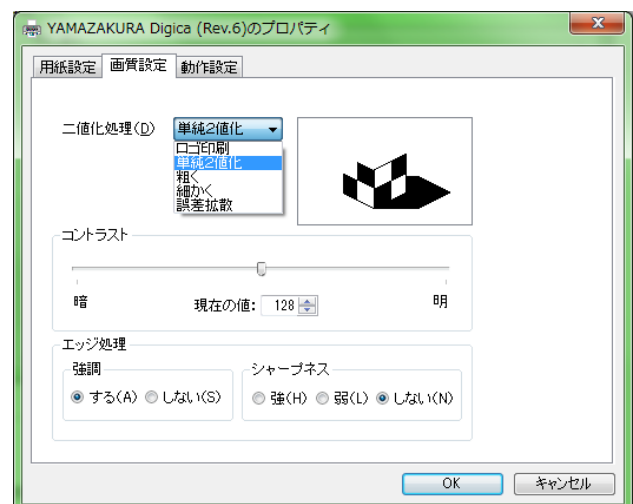 YAMAZAKURA Digica (Rev.6)のプロパティ
用紙設定 画質設定 動作設定
二値化処理(D) 単純2値化
ロゴ印刷
単純2値化
粗く
細かく
誤差拡散
コントラスト
暗 現在の値: 128 明
エッジ処理
強調 シャープネス
する(A) しない(S) 強(H) 弱(L) しない(N)
OK キャンセル